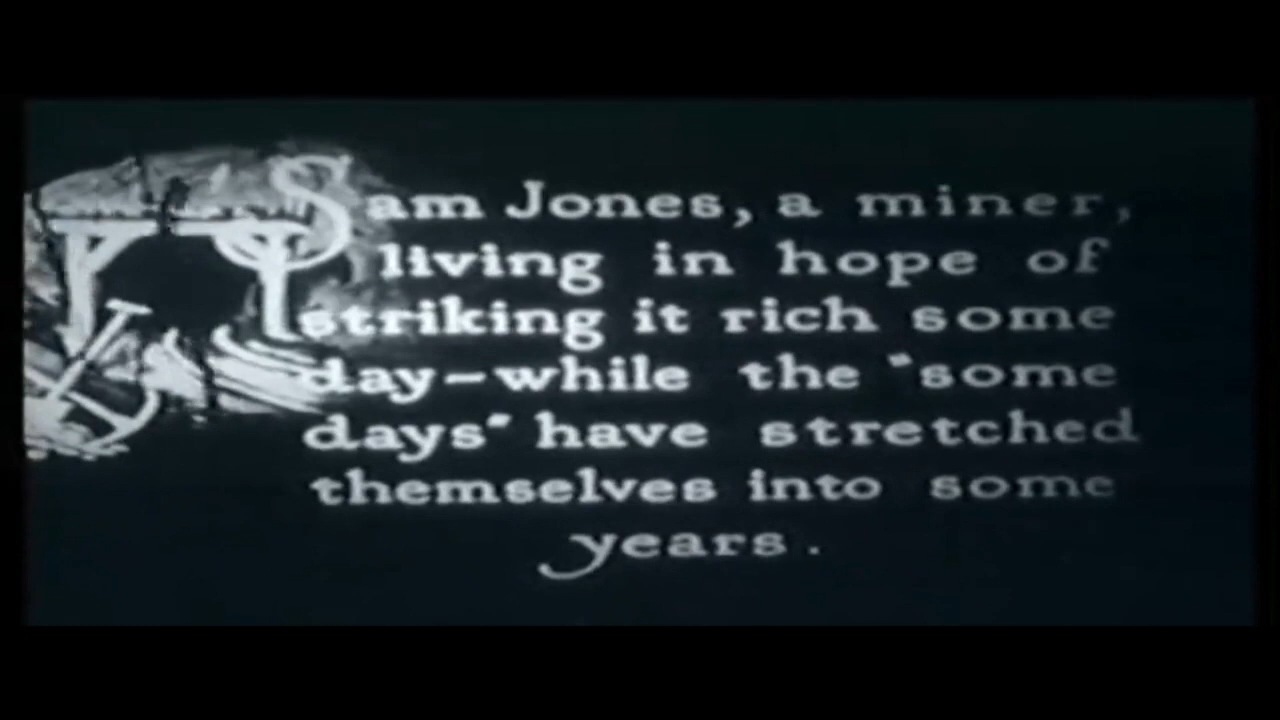 Sam Jones, a miner,
living in hope of
striking it rich some
day-while the "some
days" have stretched
themselves into some
years.